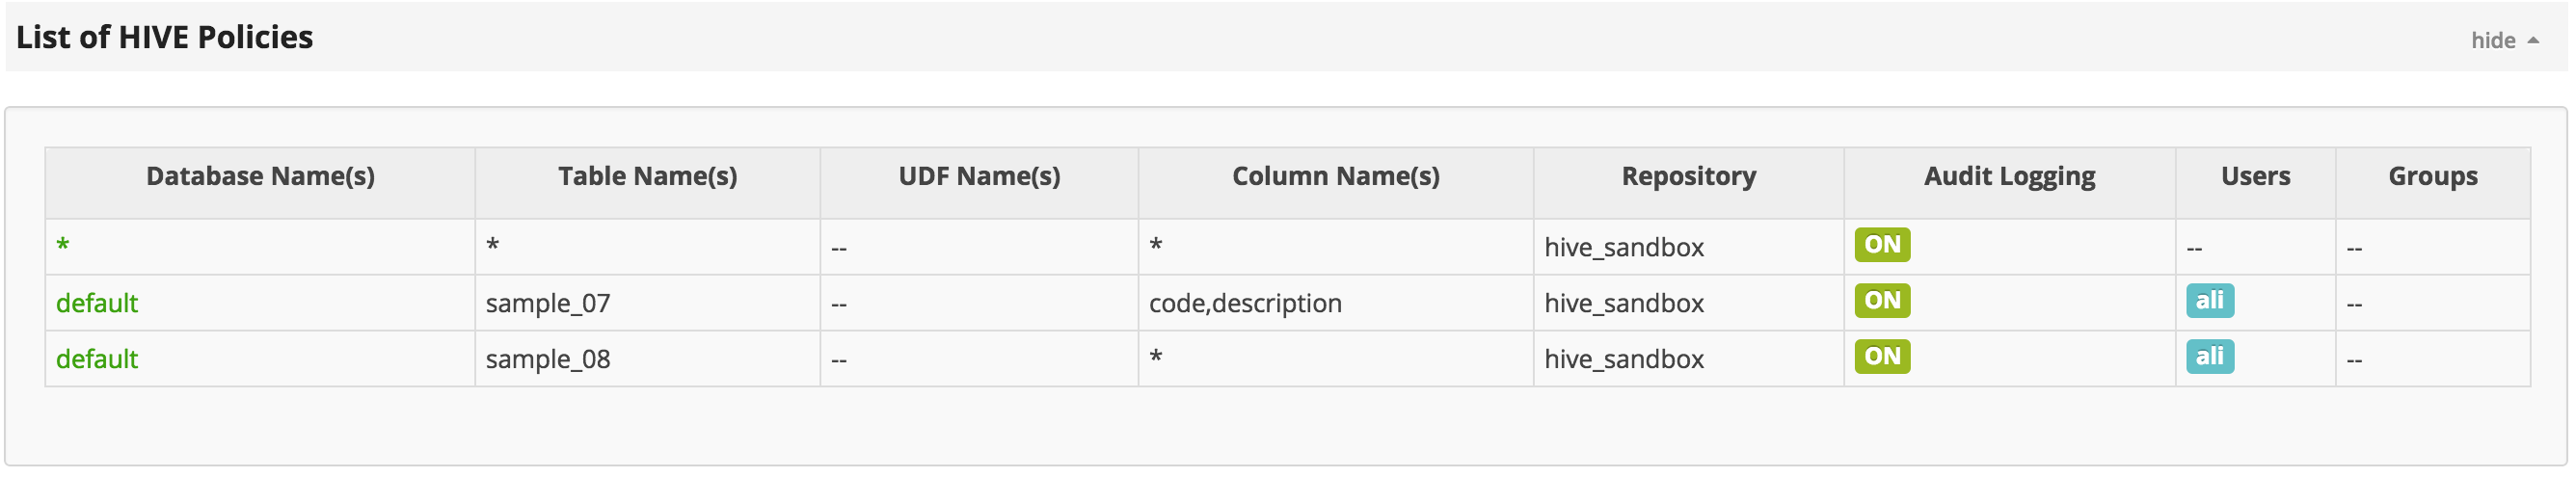 List of HIVE Policies hide
Database Name(s) Table Name(s) UDF Name(s) Column Name(s) Repository Audit Logging Users Groups
* * -- * hive_sandbox ON -- --
default sample_07 -- code,description hive_sandbox ON ali --
default sample_08 -- * hive_sandbox ON ali --